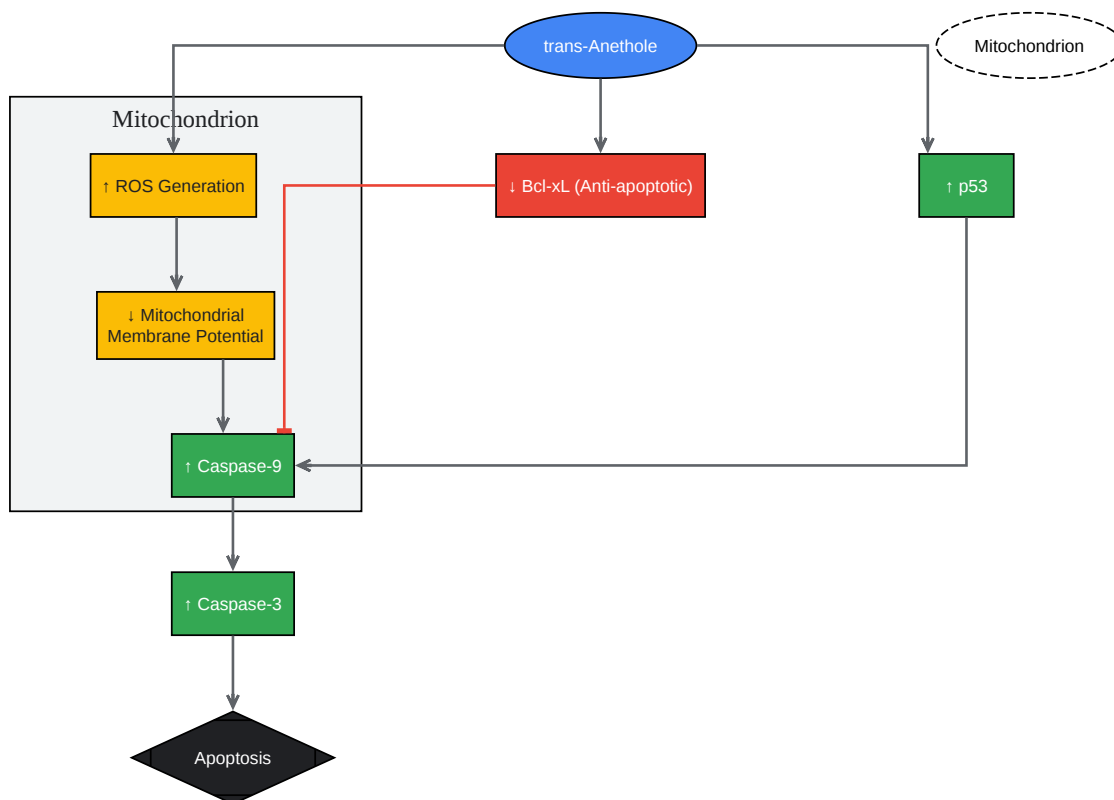 trans-Anethole
Mitochondrion
Mitochondrion
↑ ROS Generation
↓ Bcl-xL (Anti-apoptotic)
↑ p53
↓ Mitochondrial
Membrane Potential
↑ Caspase-9
↑ Caspase-3
Apoptosis